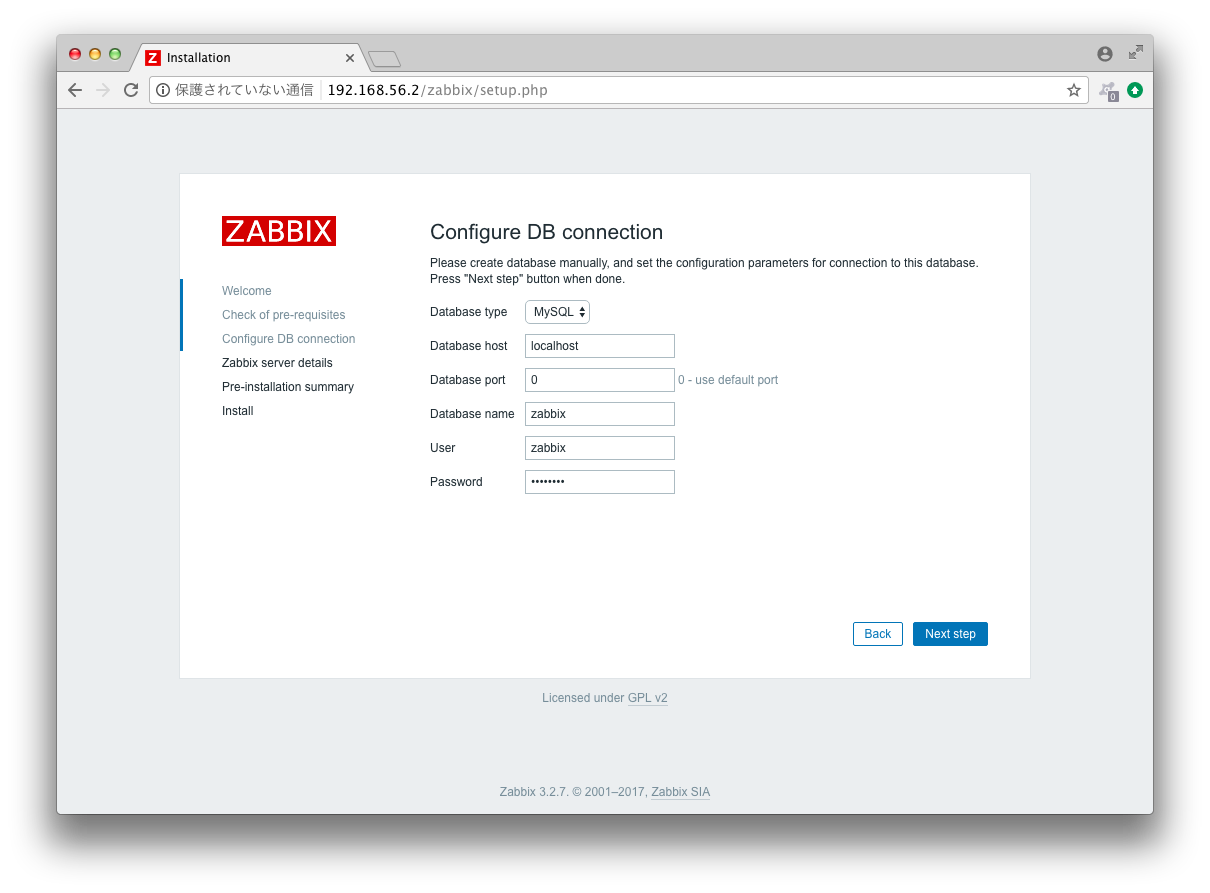 Installation
保護されていない通信 192.168.56.2/zabbix/setup.php
0
ZABBIX
Welcome
Check of pre-requisites
Configure DB connection
Zabbix server details
Pre-installation summary
Install
Configure DB connection
Please create database manually, and set the configuration parameters for connection to this database.
Press "Next step" button when done.
Database type MySQL
Database host localhost
Database port 0 0 - use default port
Database name zabbix
User zabbix
Password ••••••••
Back Next step
Licensed under GPL v2
Zabbix 3.2.7. © 2001–2017, Zabbix SIA